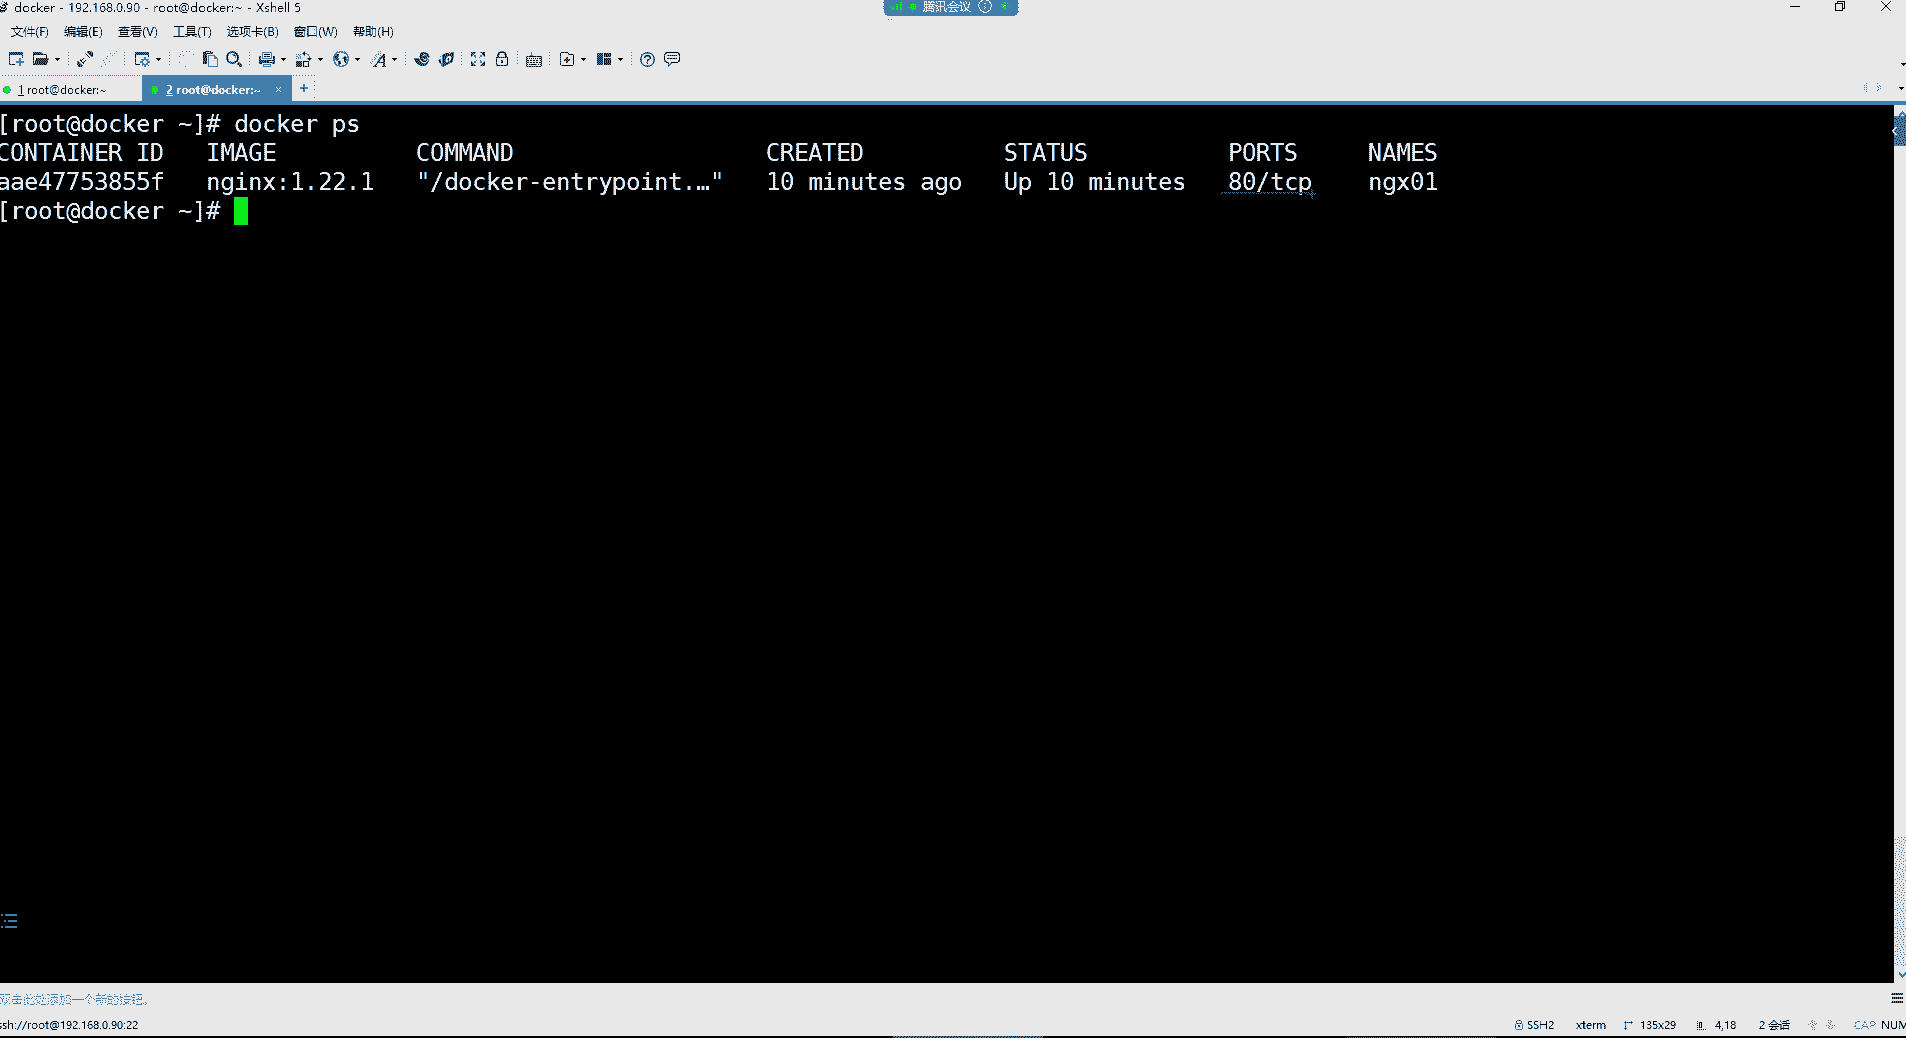 docker - 192.168.0.90 - root@docker:~ - Xshell 5
腾讯会议
文件(F) 编辑(E) 查看(V) 工具(T) 选项卡(B) 窗口(W) 帮助(H)
1 root@docker:~ 2 root@docker:~ × +
[root@docker ~]# docker ps
CONTAINER ID IMAGE COMMAND CREATED STATUS PORTS NAMES
aae47753855f nginx:1.22.1 "/docker-entrypoint.…" 10 minutes ago Up 10 minutes 80/tcp ngx01
[root@docker ~]#
双击此处添加一个新的按钮。
ssh://root@192.168.0.90:22 SSH2 xterm 135x29 4,18 2 会话 CAP NUM